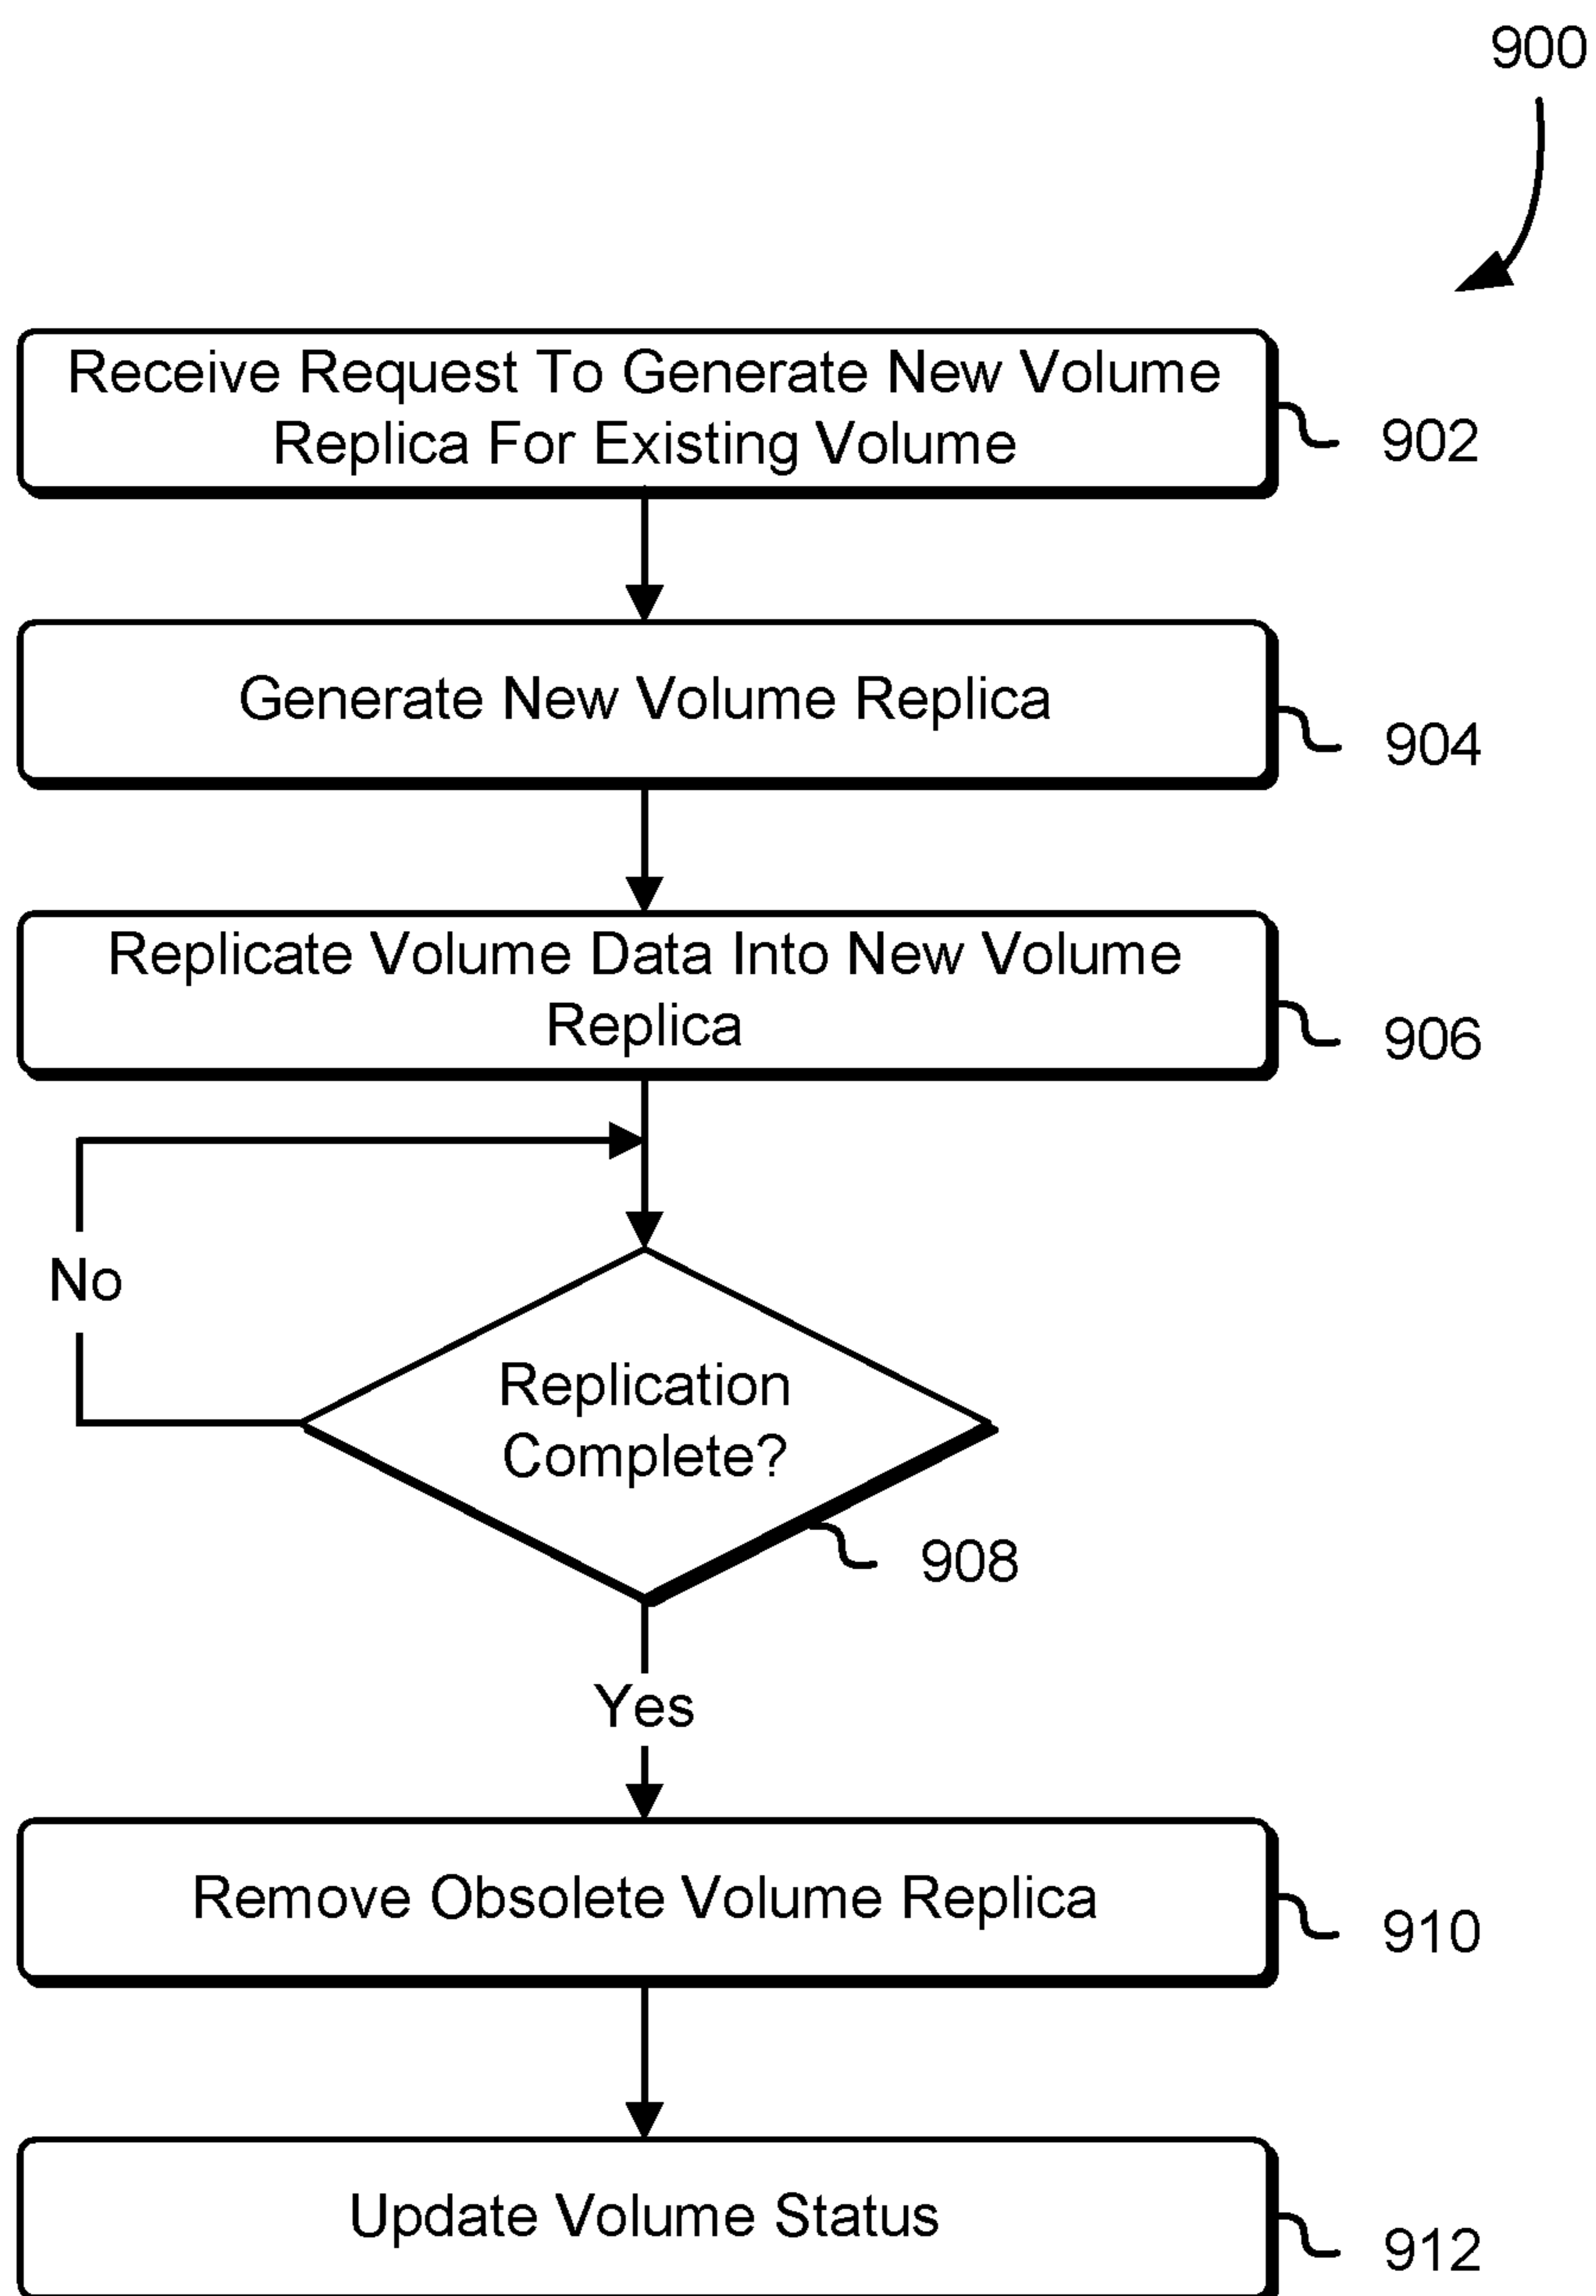 900
Receive Request To Generate New Volume
Replica For Existing Volume
902
Generate New Volume Replica
904
Replicate Volume Data Into New Volume
Replica
906
No
Replication
Complete?
908
Yes
Remove Obsolete Volume Replica
910
Update Volume Status
912